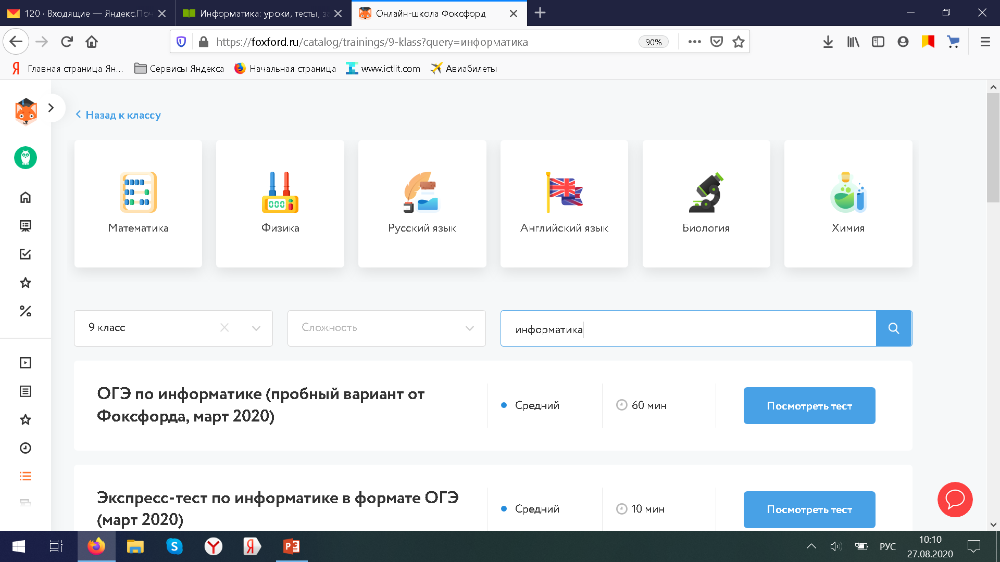 120 · Входящие — Яндекс.Поч
Информатика: уроки, тесты, за
Онлайн-школа Фоксфорд
https://foxford.ru/catalog/trainings/9-klass?query=информатика
90%
Главная страница Ян...
Сервисы Яндекса
Начальная страница
www.ictlit.com
Авиабилеты
Назад к классу
Математика
Физика
Русский язык
Английский язык
Биология
Химия
9 класс
Сложность
информатика
ОГЭ по информатике (пробный вариант от
Фоксфорда, март 2020)
Средний
60 мин
Посмотреть тест
Экспресс-тест по информатике в формате ОГЭ
(март 2020)
Средний
10 мин
Посмотреть тест
РУС
10:10
27.08.2020